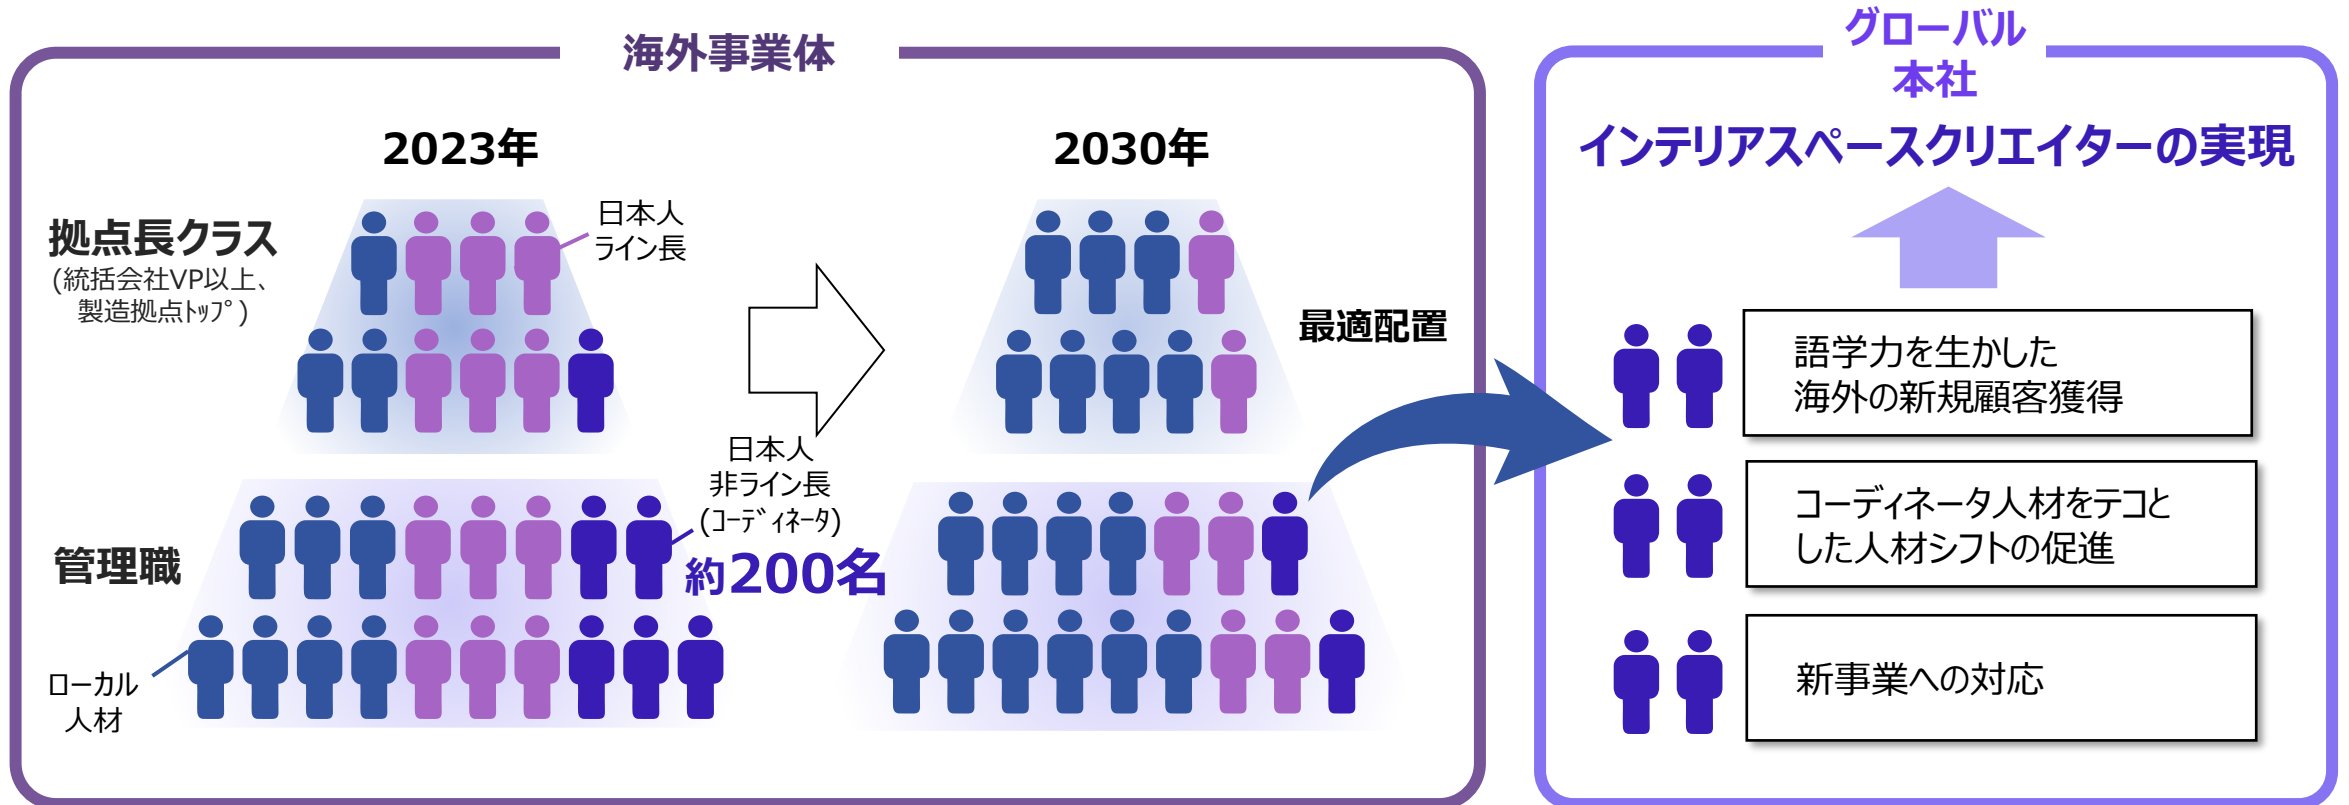 海外事業体
2023年
2030年
拠点長クラス
(統括会社VP以上、
製造拠点ﾄｯﾌﾟ)
日本人
ライン長
最適配置
日本人
非ライン長
(ｺｰﾃﾞｨﾈｰﾀ)
約200名
管理職
ローカル
人材
グローバル
本社
インテリアスペースクリエイターの実現
語学力を生かした
海外の新規顧客獲得
コーディネータ人材をテコと
した人材シフトの促進
新事業への対応